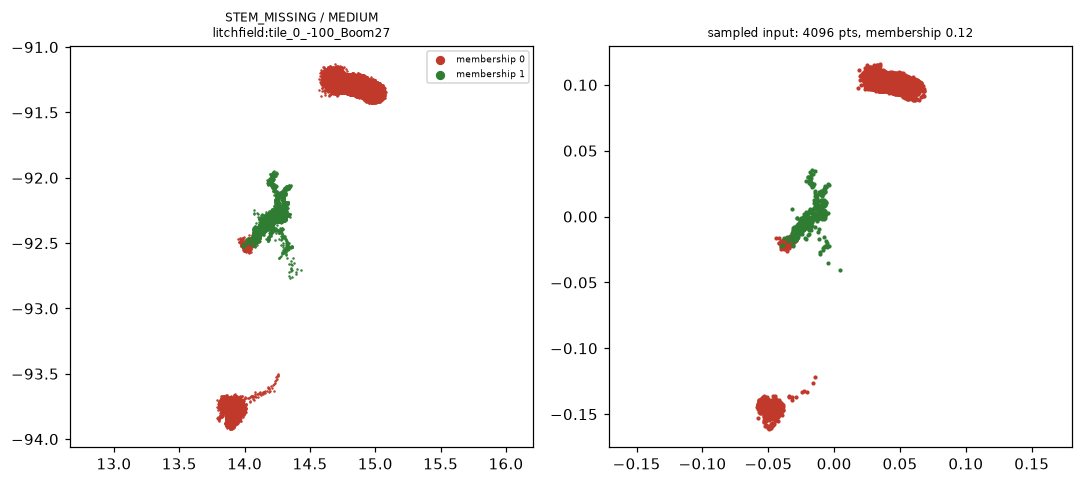 STEM_MISSING / MEDIUM
litchfield:tile_0_-100_Boom27
membership 0
membership 1
−91.0
−91.5
−92.0
−92.5
−93.0
−93.5
−94.0
13.0 13.5 14.0 14.5 15.0 15.5 16.0
sampled input: 4096 pts, membership 0.12
0.10
0.05
0.00
−0.05
−0.10
−0.15
−0.15 −0.10 −0.05 0.00 0.05 0.10 0.15